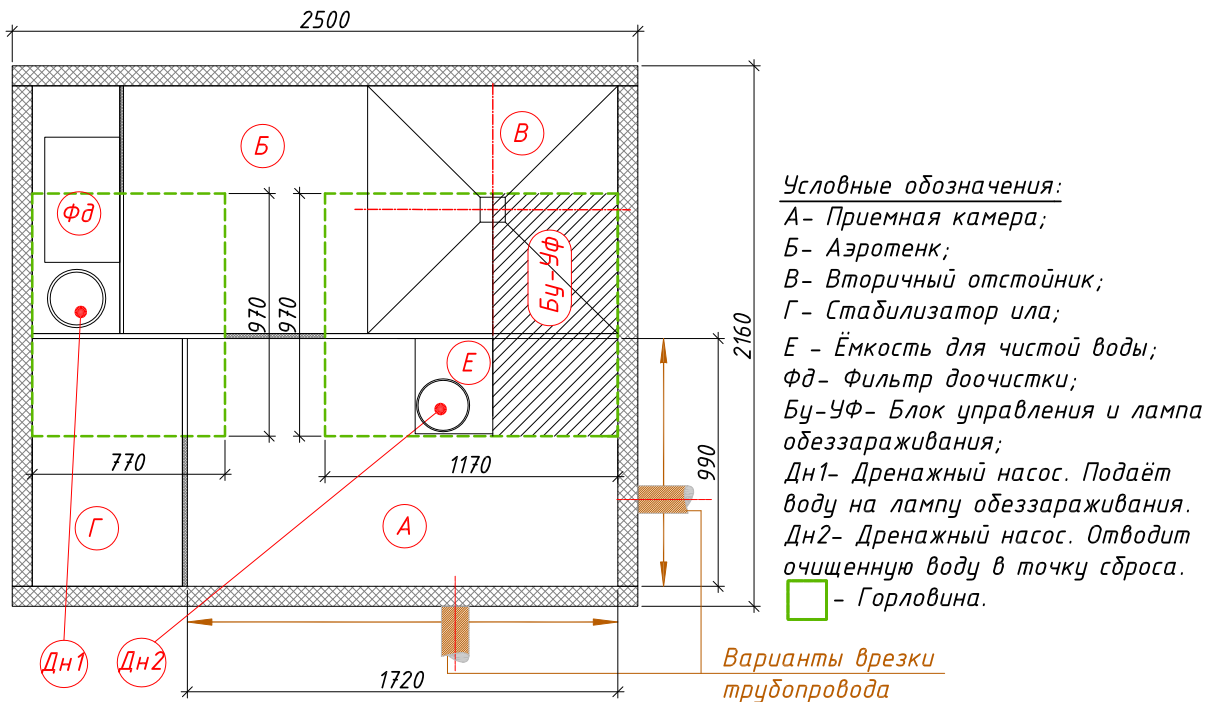 2500
В
Б
Фд
Бу-Уф
970
970
2160
Е
770
1170
990
Г
А
Дн1
Дн2
1720
Варианты врезки
трубопровода
Условные обозначения:
А- Приемная камера;
Б- Аэротенк;
В- Вторичный отстойник;
Г- Стабилизатор ила;
Е - Ёмкость для чистой воды;
Фд- Фильтр доочистки;
Бу-УФ- Блок управления и лампа
обеззараживания;
Дн1- Дренажный насос. Подаёт
воду на лампу обеззараживания.
Дн2- Дренажный насос. Отводит
очищенную воду в точку сброса.
- Горловина.